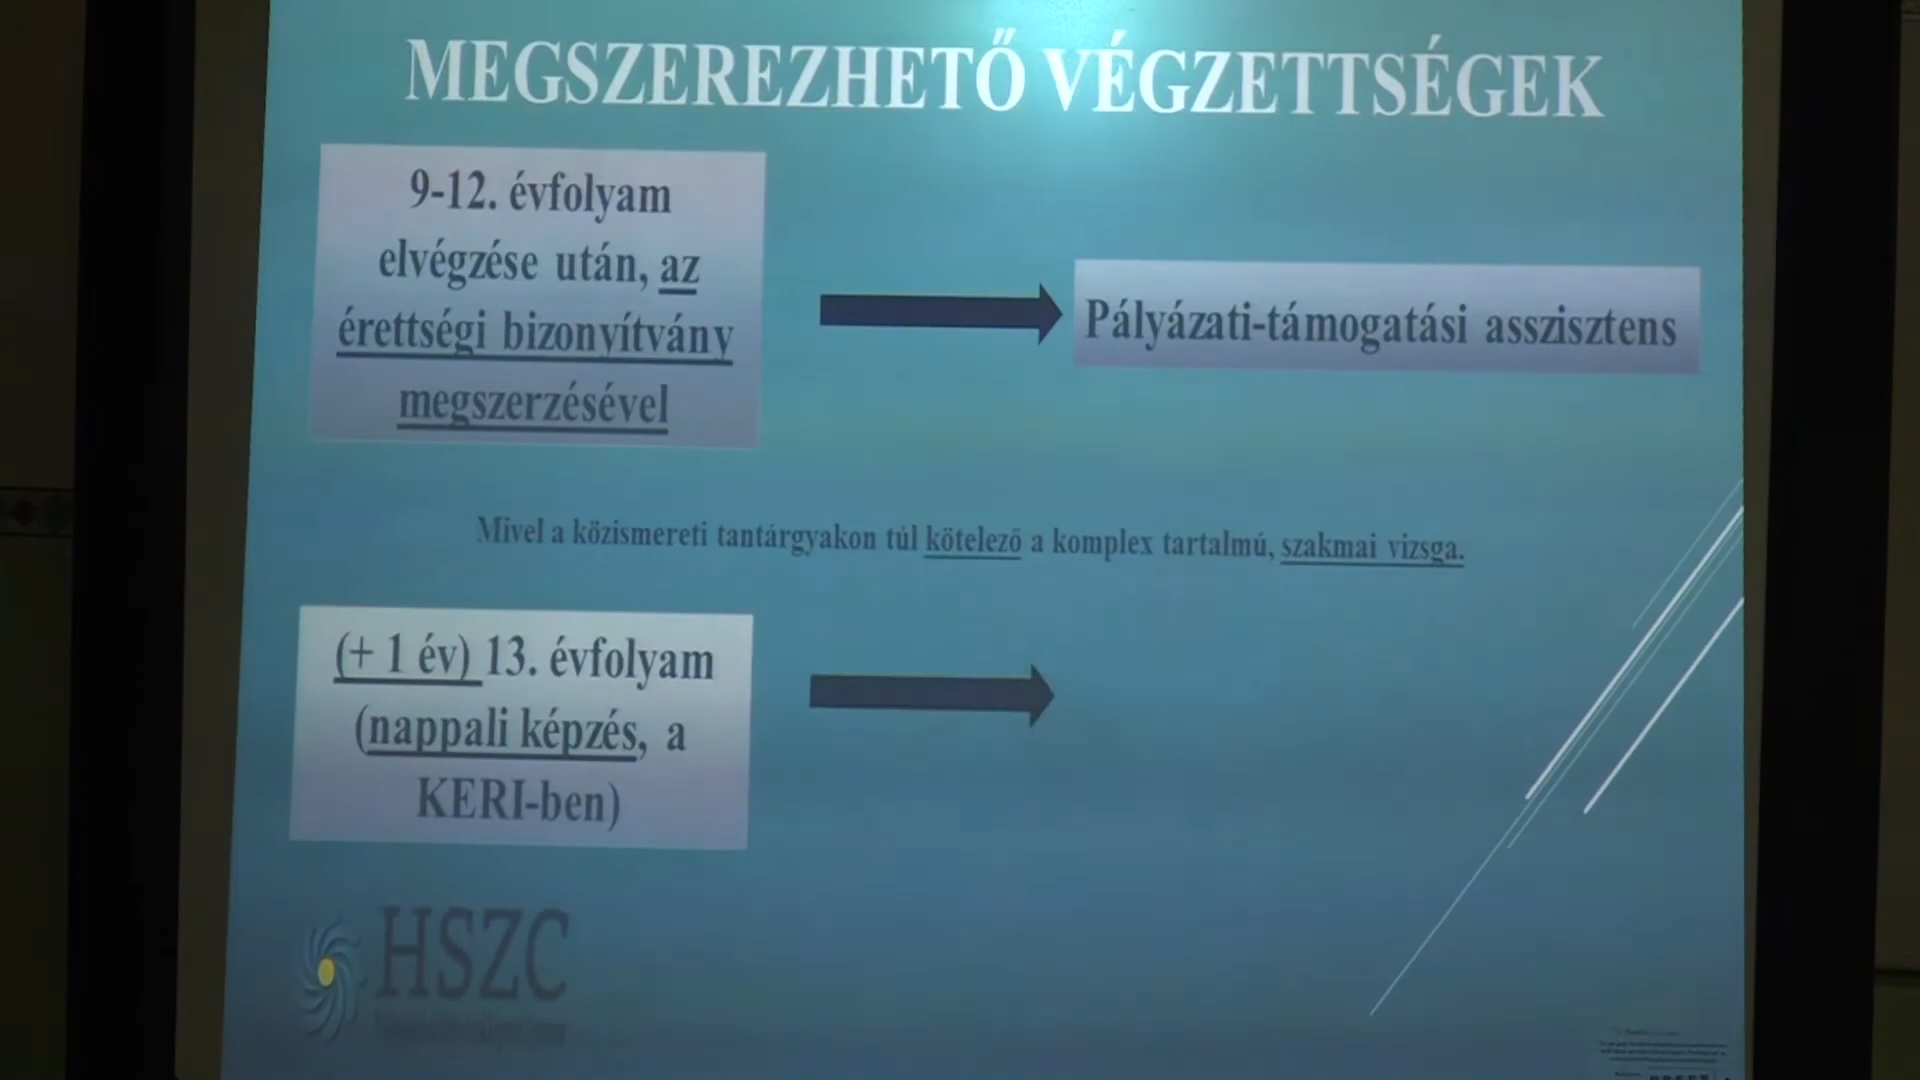 MEGSZEREZHETŐ VÉGZETTSÉGEK
9-12. évfolyam
elvégzése után, az
érettségi bizonyítvány
megszerzésével
Pályázati-támogatási asszisztens
Mivel a közismereti tantárgyakon túl kötelező a komplex tartalmú, szakmai vizsga.
(+ 1 év) 13. évfolyam
(nappali képzés, a
KERI-ben)
HSZC